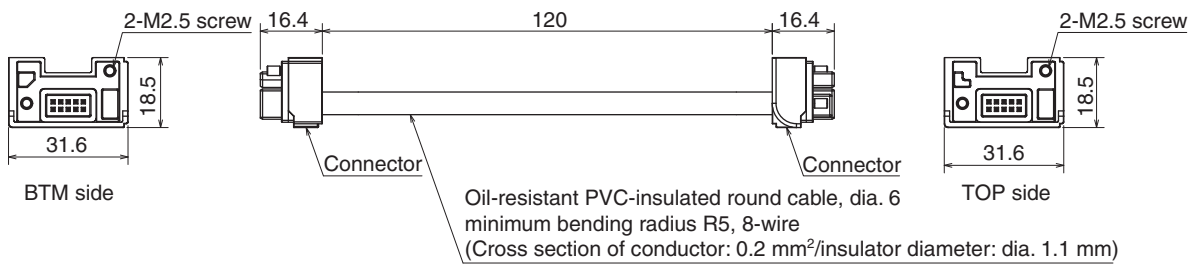 2-M2.5 screw
16.4
120
16.4
2-M2.5 screw
18.5
31.6
BTM side
Connector
Connector
18.5
31.6
TOP side
Oil-resistant PVC-insulated round cable, dia. 6
minimum bending radius R5, 8-wire
(Cross section of conductor: 0.2 mm²/insulator diameter: dia. 1.1 mm)